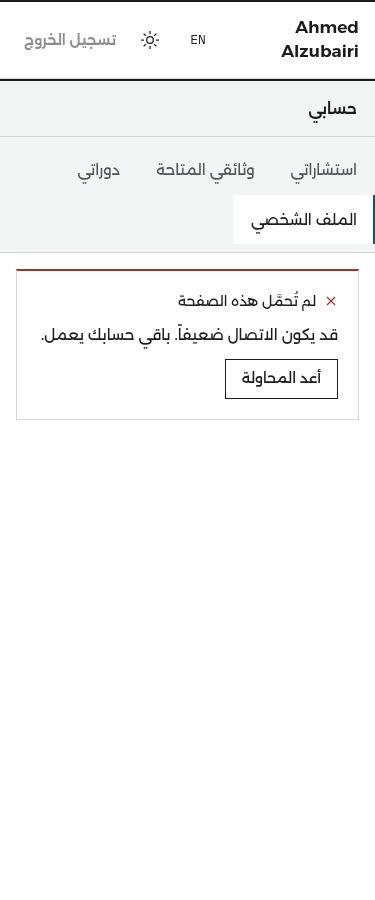 Ahmed
Alzubairi
EN
تسجيل الخروج
حسابي
استشاراتي
وثائقي المتاحة
دوراتي
الملف الشخصي
لم تُحمَّل هذه الصفحة
قد يكون الاتصال ضعيفاً. باقي حسابك يعمل.
أعد المحاولة